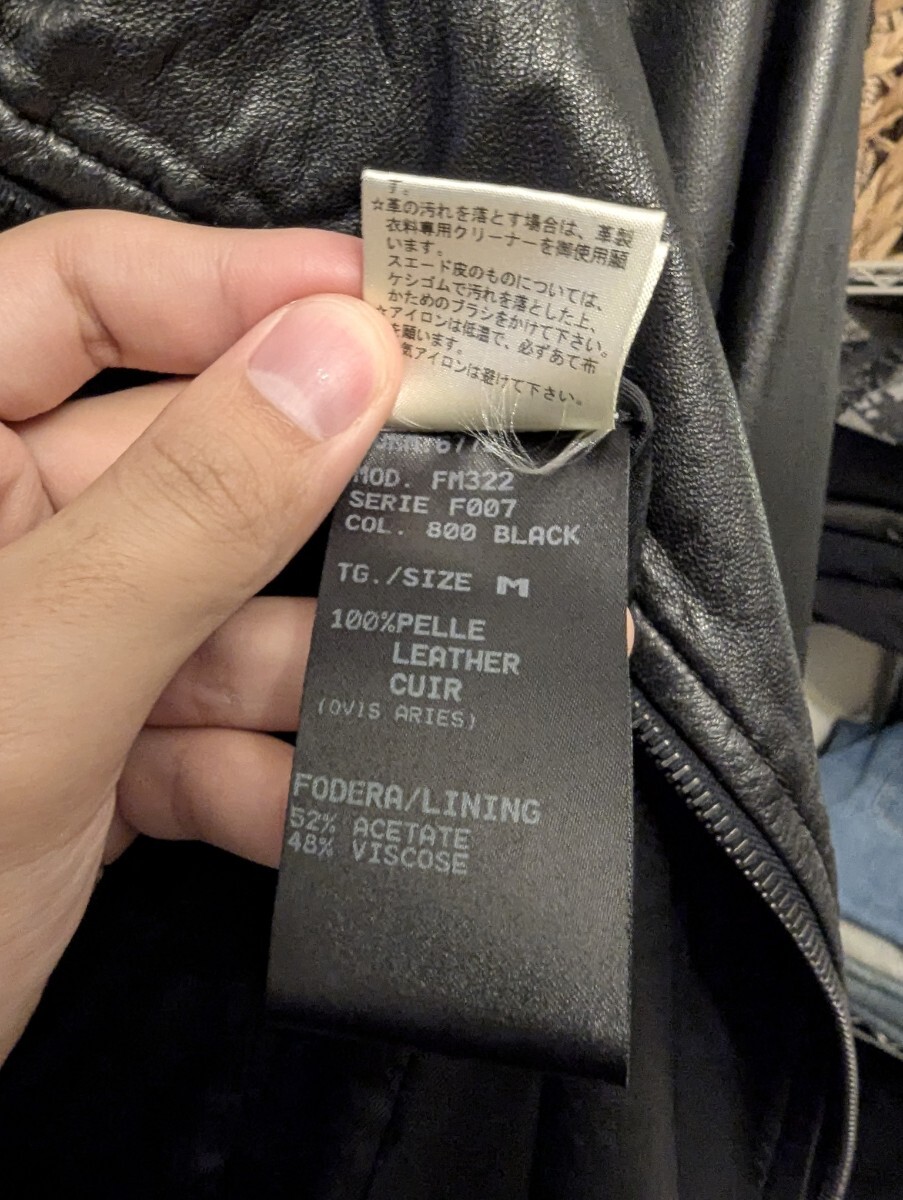 す。
☆革の汚れを落とす場合は、革製
衣料専用クリーナーを御使用願
います。
スエード皮のものについては、
ケシゴムで汚れを落とした上、
かためのブラシをかけて下さい。
☆アイロンは低温で、必ずあて布
を願います。
気アイロンは避けて下さい。
MOD. FM322
SERIE F007
COL. 800 BLACK
TG./SIZE M
100%PELLE
LEATHER
CUIR
(OVIS ARIES)
FODERA/LINING
52% ACETATE
48% VISCOSE